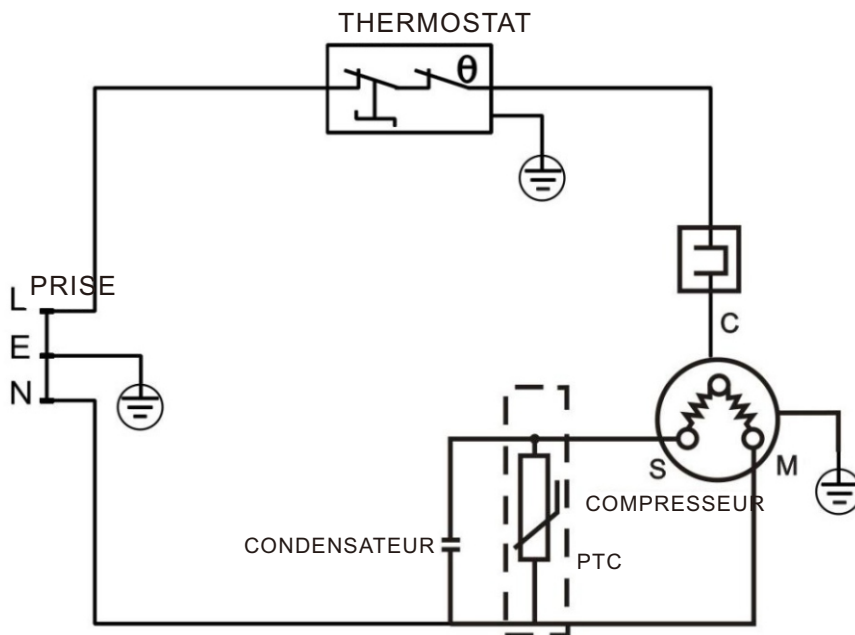 THERMOSTAT
θ
L PRISE
E
N
C
S
M
COMPRESSEUR
CONDENSATEUR
PTC